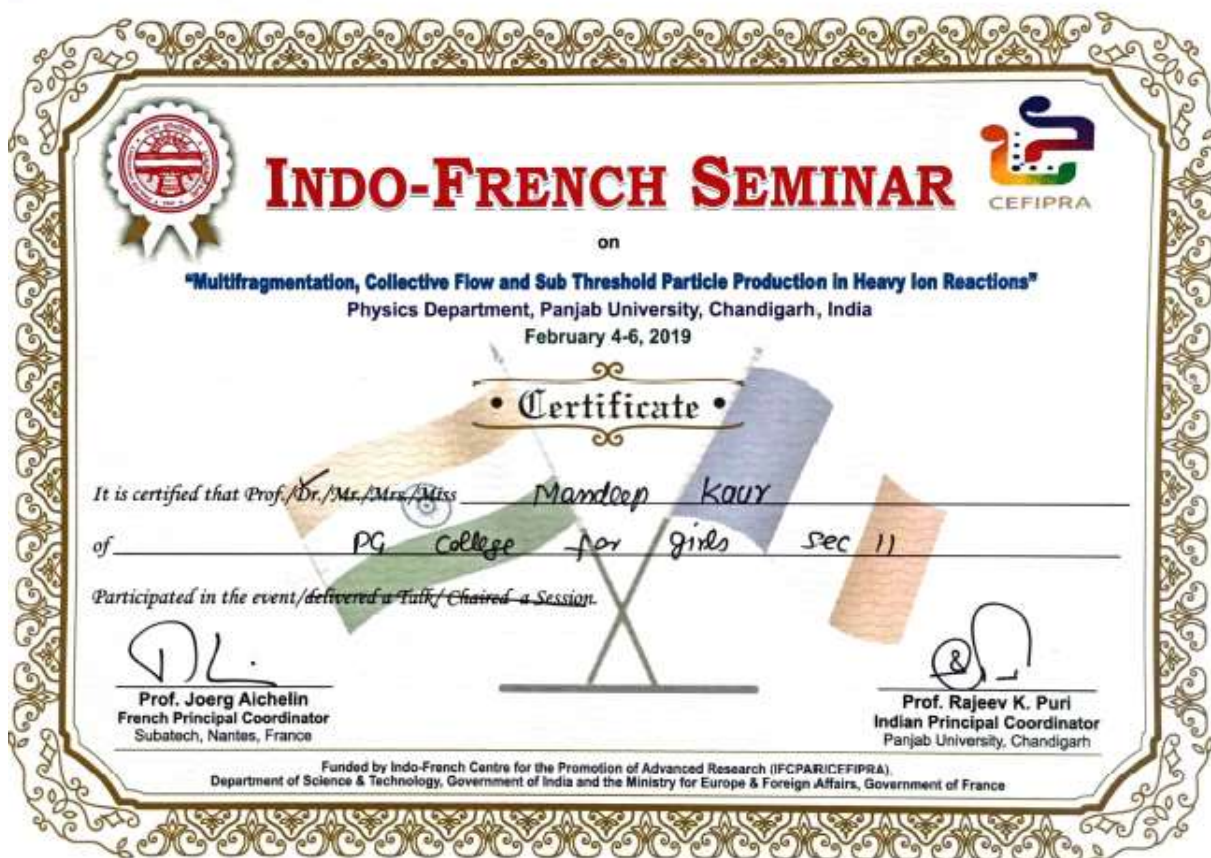 INDO-FRENCH SEMINAR
CEFIPRA
on
"Multifragmentation, Collective Flow and Sub Threshold Particle Production in Heavy Ion Reactions"
Physics Department, Panjab University, Chandigarh, India
February 4-6, 2019
• Certificate •
It is certified that Prof./Dr./Mr./Mrs./Miss Mandeep Kaur
of PG College for girls Sec 11
Participated in the event/delivered a Talk/ Chaired a Session.
Prof. Joerg Aichelin
French Principal Coordinator
Subatech, Nantes, France
Prof. Rajeev K. Puri
Indian Principal Coordinator
Panjab University, Chandigarh
Funded by Indo-French Centre for the Promotion of Advanced Research (IFCPAR/CEFIPRA),
Department of Science & Technology, Government of India and the Ministry for Europe & Foreign Affairs, Government of France